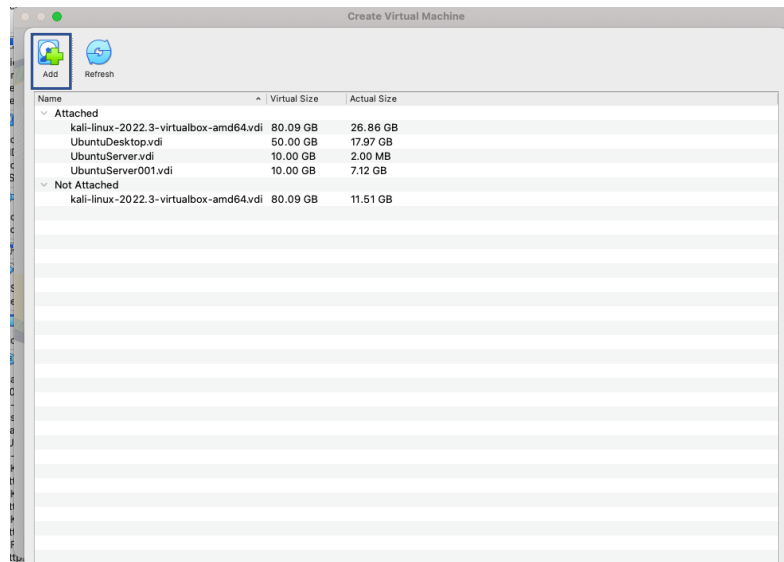 Create Virtual Machine
Add Refresh
Name Virtual Size Actual Size
Attached
kali-linux-2022.3-virtualbox-amd64.vdi 80.09 GB 26.86 GB
UbuntuDesktop.vdi 50.00 GB 17.97 GB
UbuntuServer.vdi 10.00 GB 2.00 MB
UbuntuServer001.vdi 10.00 GB 7.12 GB
Not Attached
kali-linux-2022.3-virtualbox-amd64.vdi 80.09 GB 11.51 GB